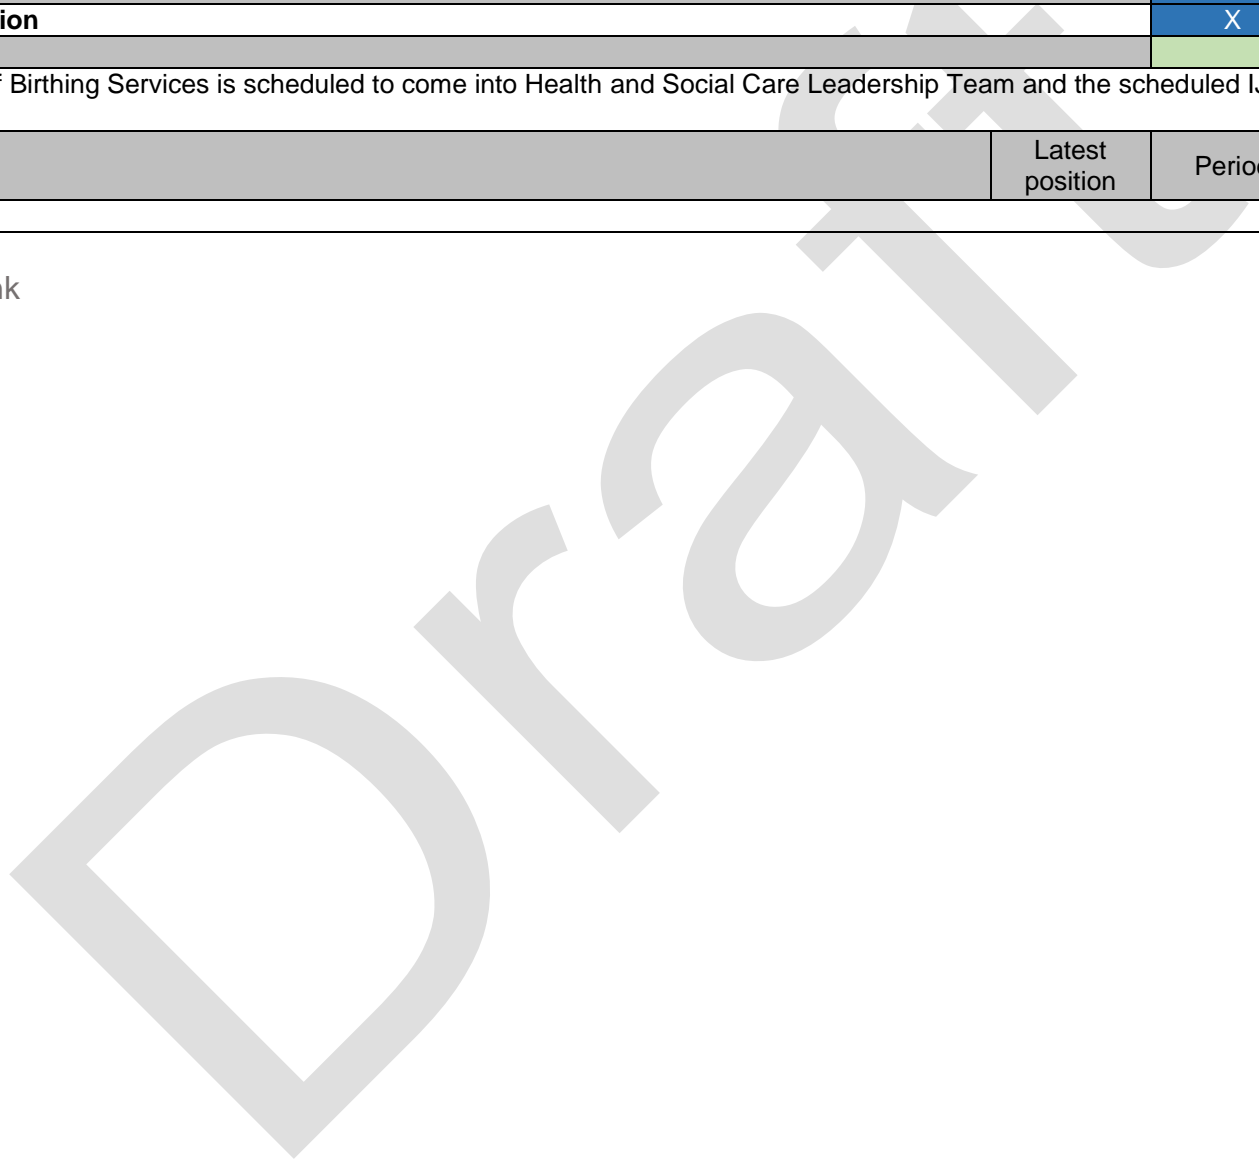 ion X
Birthing Services is scheduled to come into Health and Social Care Leadership Team and the scheduled
Latest
position
Perio
nk
Draft